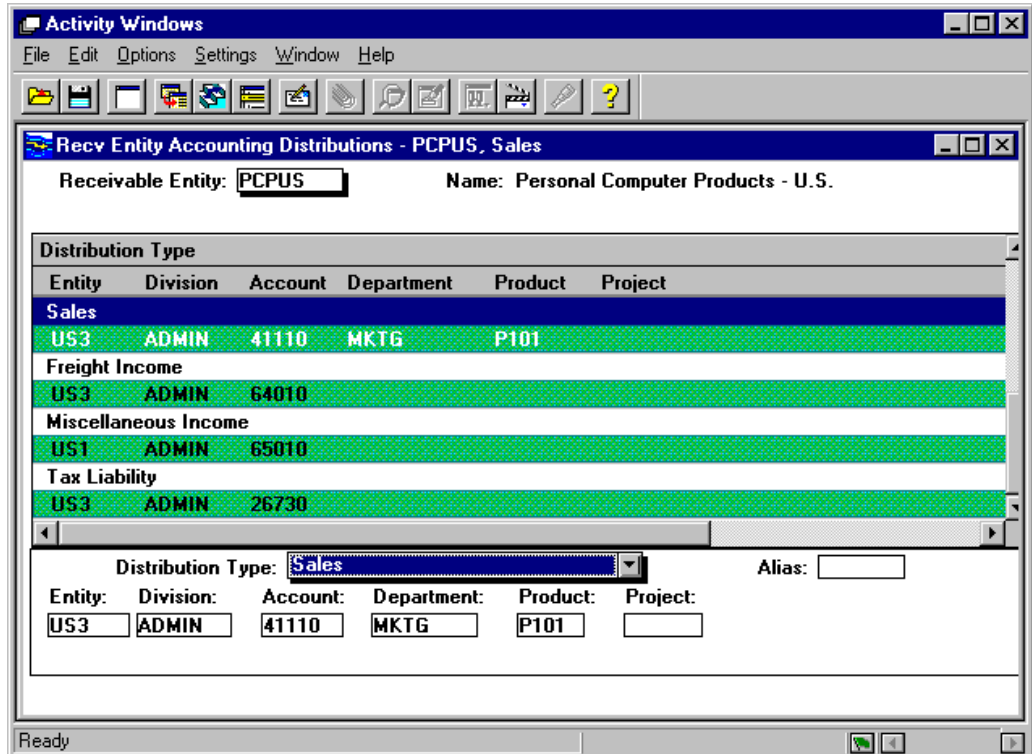 Activity Windows
File Edit Options Settings Window Help
Recv Entity Accounting Distributions - PCPUS, Sales
Receivable Entity: PCPUS Name: Personal Computer Products - U.S.
Distribution Type
Entity Division Account Department Product Project
Sales
US3 ADMIN 41110 MKTG P101
Freight Income
US3 ADMIN 64010
Miscellaneous Income
US1 ADMIN 65010
Tax Liability
US3 ADMIN 26730
Distribution Type: Sales Alias:
Entity: Division: Account: Department: Product: Project:
US3 ADMIN 41110 MKTG P101
Ready